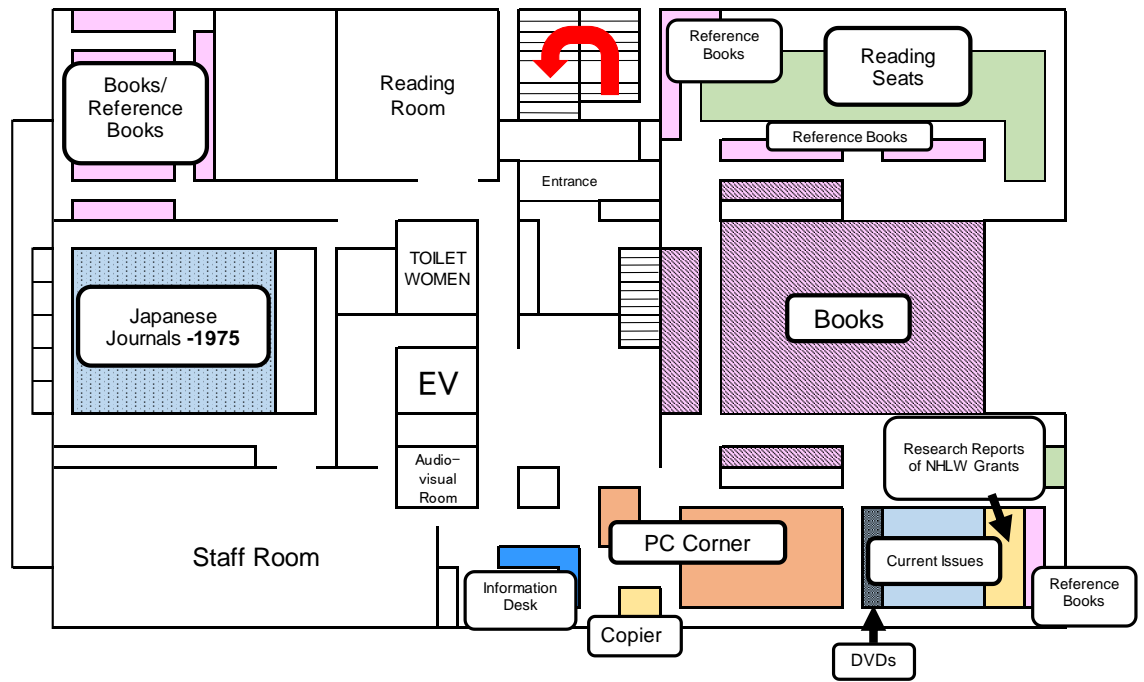 Reference
Books
Reading
Seats
Books/
Reference
Books
Reading
Room
Reference Books
Entrance
TOILET
WOMEN
Japanese
Journals -1975
Books
EV
Research Reports
of NHLW Grants
Audio-
visual
Room
PC Corner
Staff Room
Current Issues
Information
Desk
Reference
Books
Copier
DVDs